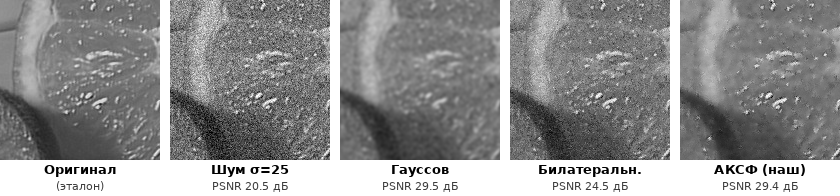 Оригинал
(эталон)
Шум σ=25
PSNR 20.5 дБ
Гауссов
PSNR 29.5 дБ
Билатеральн.
PSNR 24.5 дБ
АКСФ (наш)
PSNR 29.4 дБ